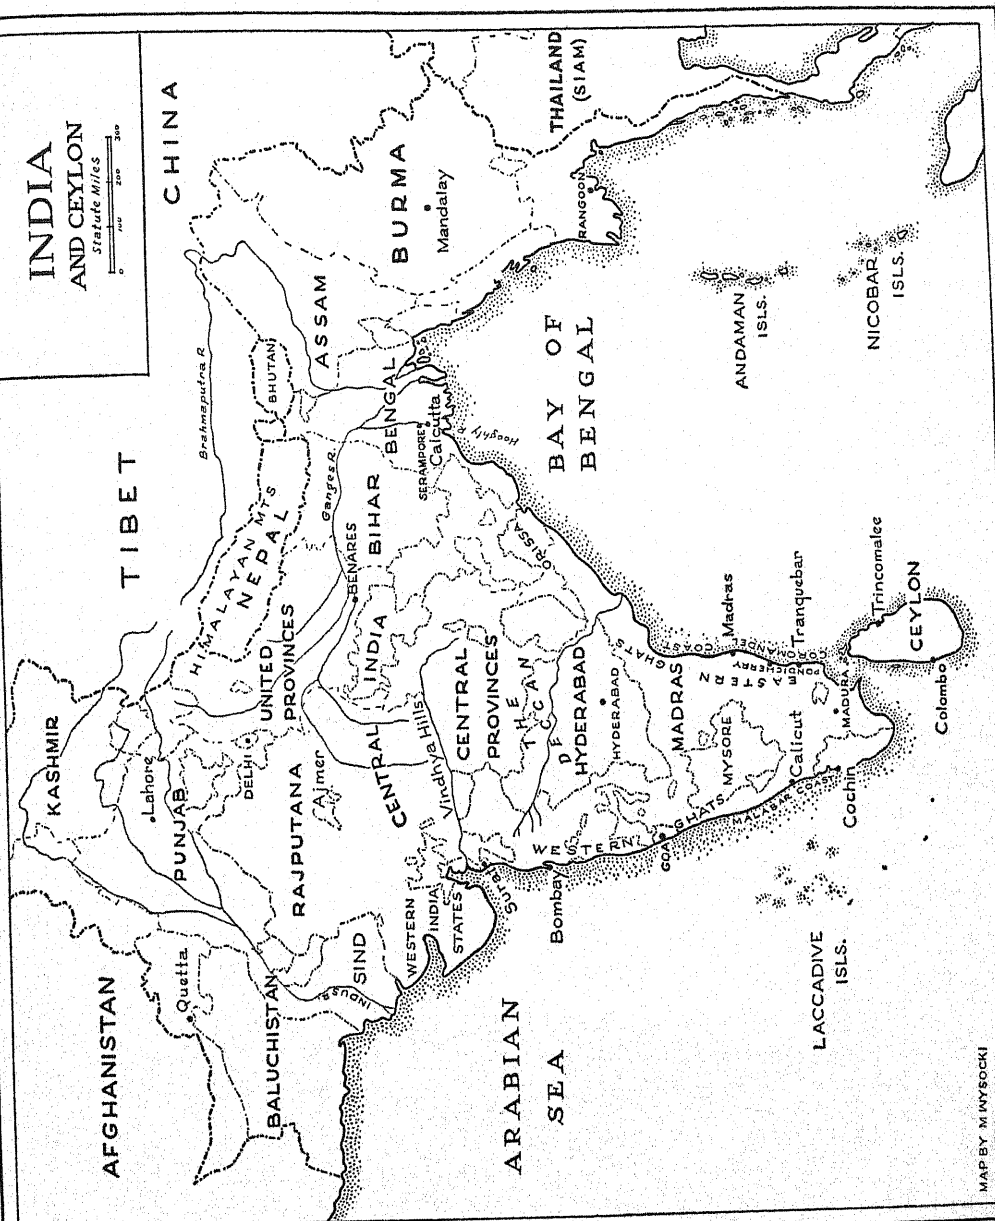 INDIA
AND CEYLON
Statute Miles
0 100 200 300
CHINA
TIBET
AFGHANISTAN
KASHMIR
Quetta
Lahore
PUNJAB
BALUCHISTAN
INDUS R.
SIND
RAJPUTANA
Ajmer
DELHI
UNITED
PROVINCES
HIMALAYAN MTS
NEPAL
Brahmaputra R.
BHUTAN
ASSAM
BURMA
Mandalay
THAILAND
(SIAM)
RANGOON
Ganges R.
BENARES
BIHAR
BENGAL
SERAMPORE
Calcutta
Hooghly R.
CENTRAL
INDIA
Vindhya Hills
WESTERN
INDIA
STATES
Surat
Bombay
CENTRAL
PROVINCES
ORISSA
THE
DECCAN
HYDERABAD
HYDERABAD
WESTERN
GHATS
EASTERN
GHATS
GOA
MADRAS
MYSORE
Madras
COROMANDEL
COAST
PONDICHERRY
Tranquebar
MALABAR COAST
Calicut
Cochin
MADURA
Trincomalee
CEYLON
Colombo
ARABIAN
SEA
BAY OF
BENGAL
ANDAMAN
ISLS.
NICOBAR
ISLS.
LACCADIVE
ISLS.
MAP BY M WYSOCKI